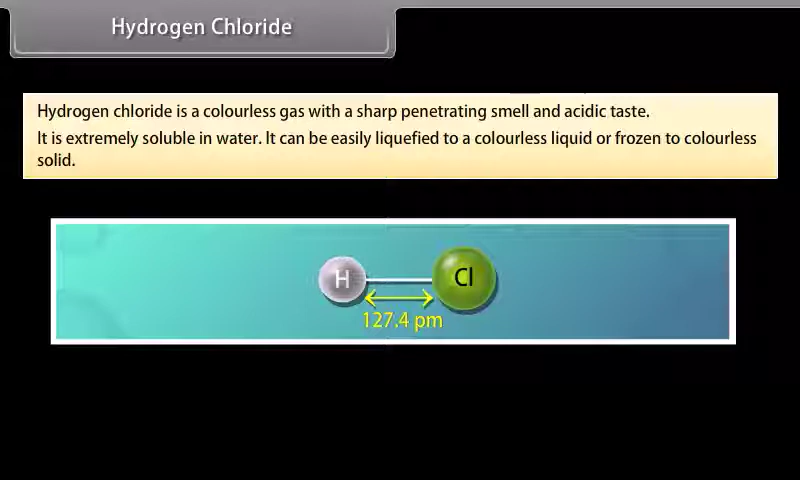 Hydrogen Chloride
Hydrogen chloride is a colourless gas with a sharp penetrating smell and acidic taste.
It is extremely soluble in water. It can be easily liquefied to a colourless liquid or frozen to colourless
solid.
H Cl
127.4 pm